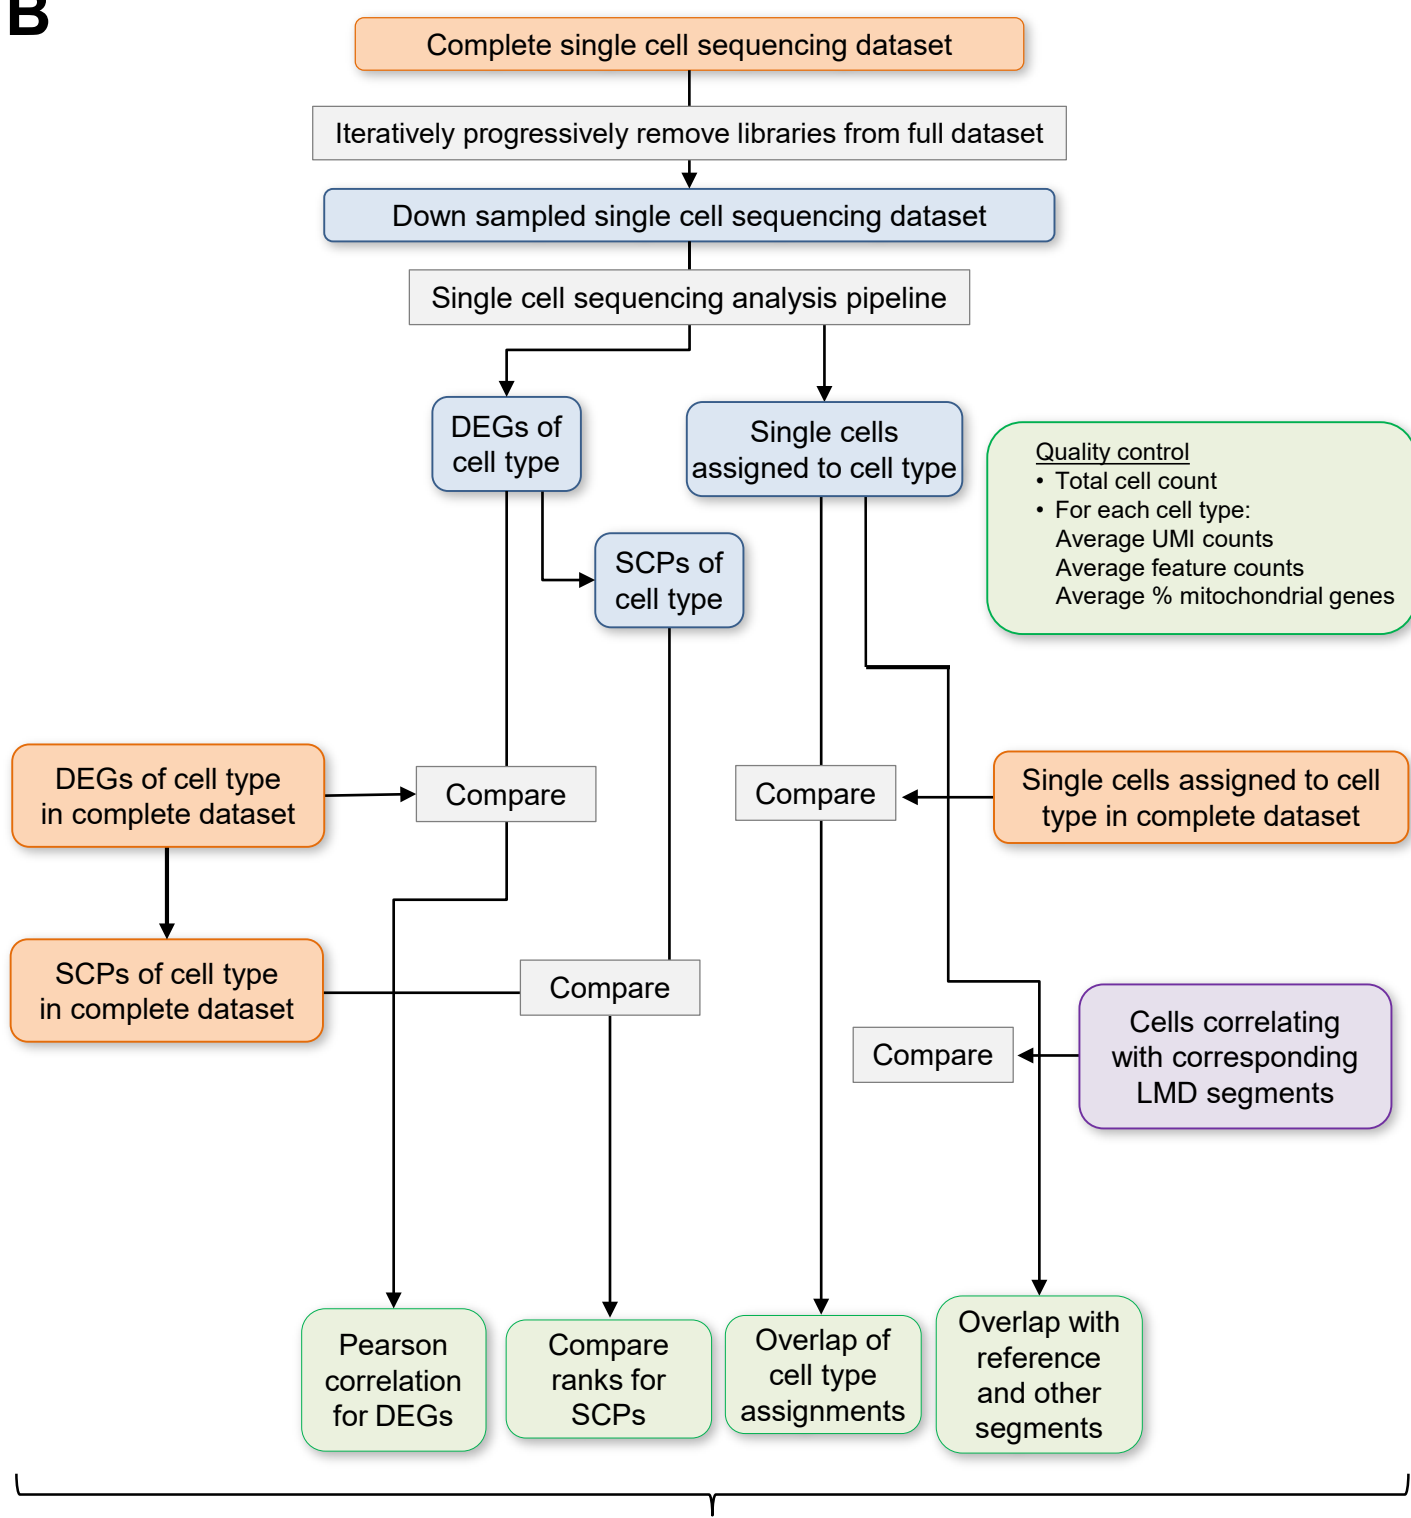 B
Complete single cell sequencing dataset
Iteratively progressively remove libraries from full dataset
Down sampled single cell sequencing dataset
Single cell sequencing analysis pipeline
DEGs of
cell type
Single cells
assigned to cell type
Quality control
• Total cell count
• For each cell type:
Average UMI counts
Average feature counts
Average % mitochondrial genes
SCPs of
cell type
DEGs of cell type
in complete dataset
Compare
Compare
Single cells assigned to cell
type in complete dataset
SCPs of cell type
in complete dataset
Compare
Compare
Cells correlating
with corresponding
LMD segments
Pearson
correlation
for DEGs
Compare
ranks for
SCPs
Overlap of
cell type
assignments
Overlap with
reference
and other
segments